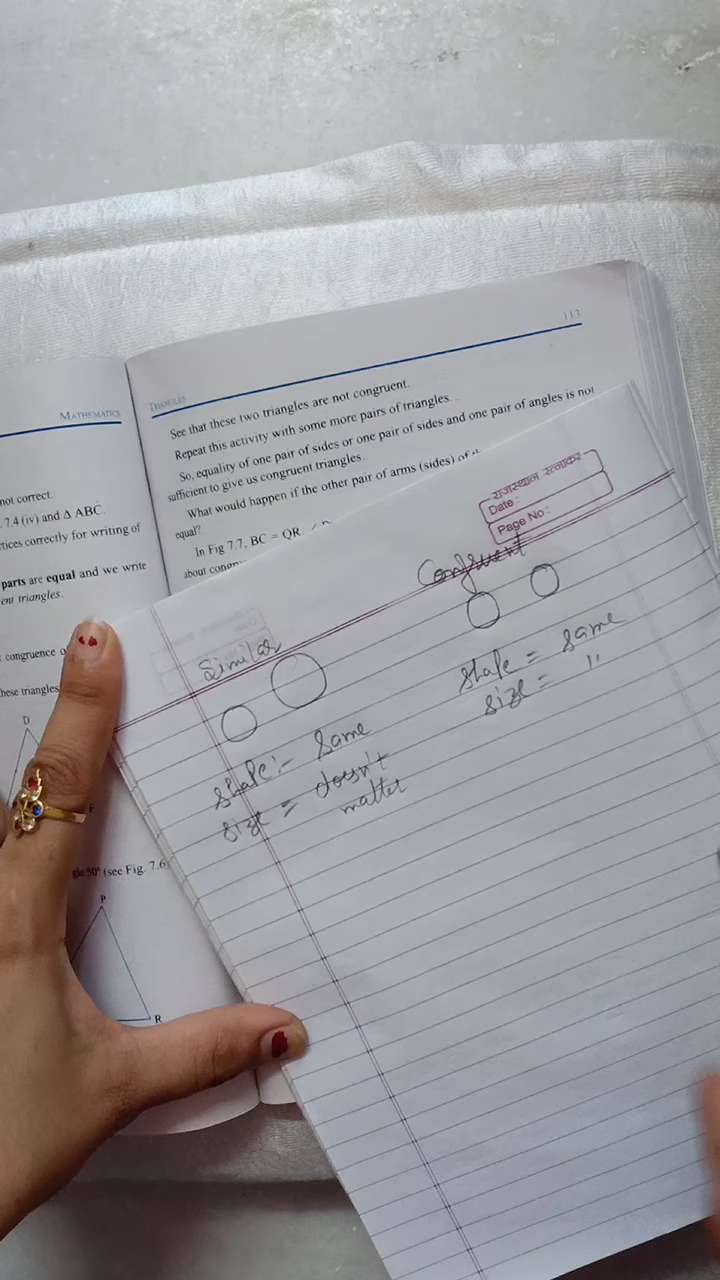 MATHEMATICS
not correct.
7.4 (iv) and Δ ABC.
tices correctly for writing of
parts are equal and we write
ent triangles.
congruence o
hese triangles
D
E
gle 50° (see Fig. 7.6
P
R
TRIANGLES
113
See that these two triangles are not congruent.
Repeat this activity with some more pairs of triangles.
So, equality of one pair of sides or one pair of sides and one pair of angles is not
sufficient to give us congruent triangles.
What would happen if the other pair of arms (sides) of
equal?
In Fig 7.7, BC = QR,
about
राजस्थान रत्नाकर
Date :
Page No :
Similar
Shape :- Same
size = doesn't
matter
Congruent
shape = same
size = "